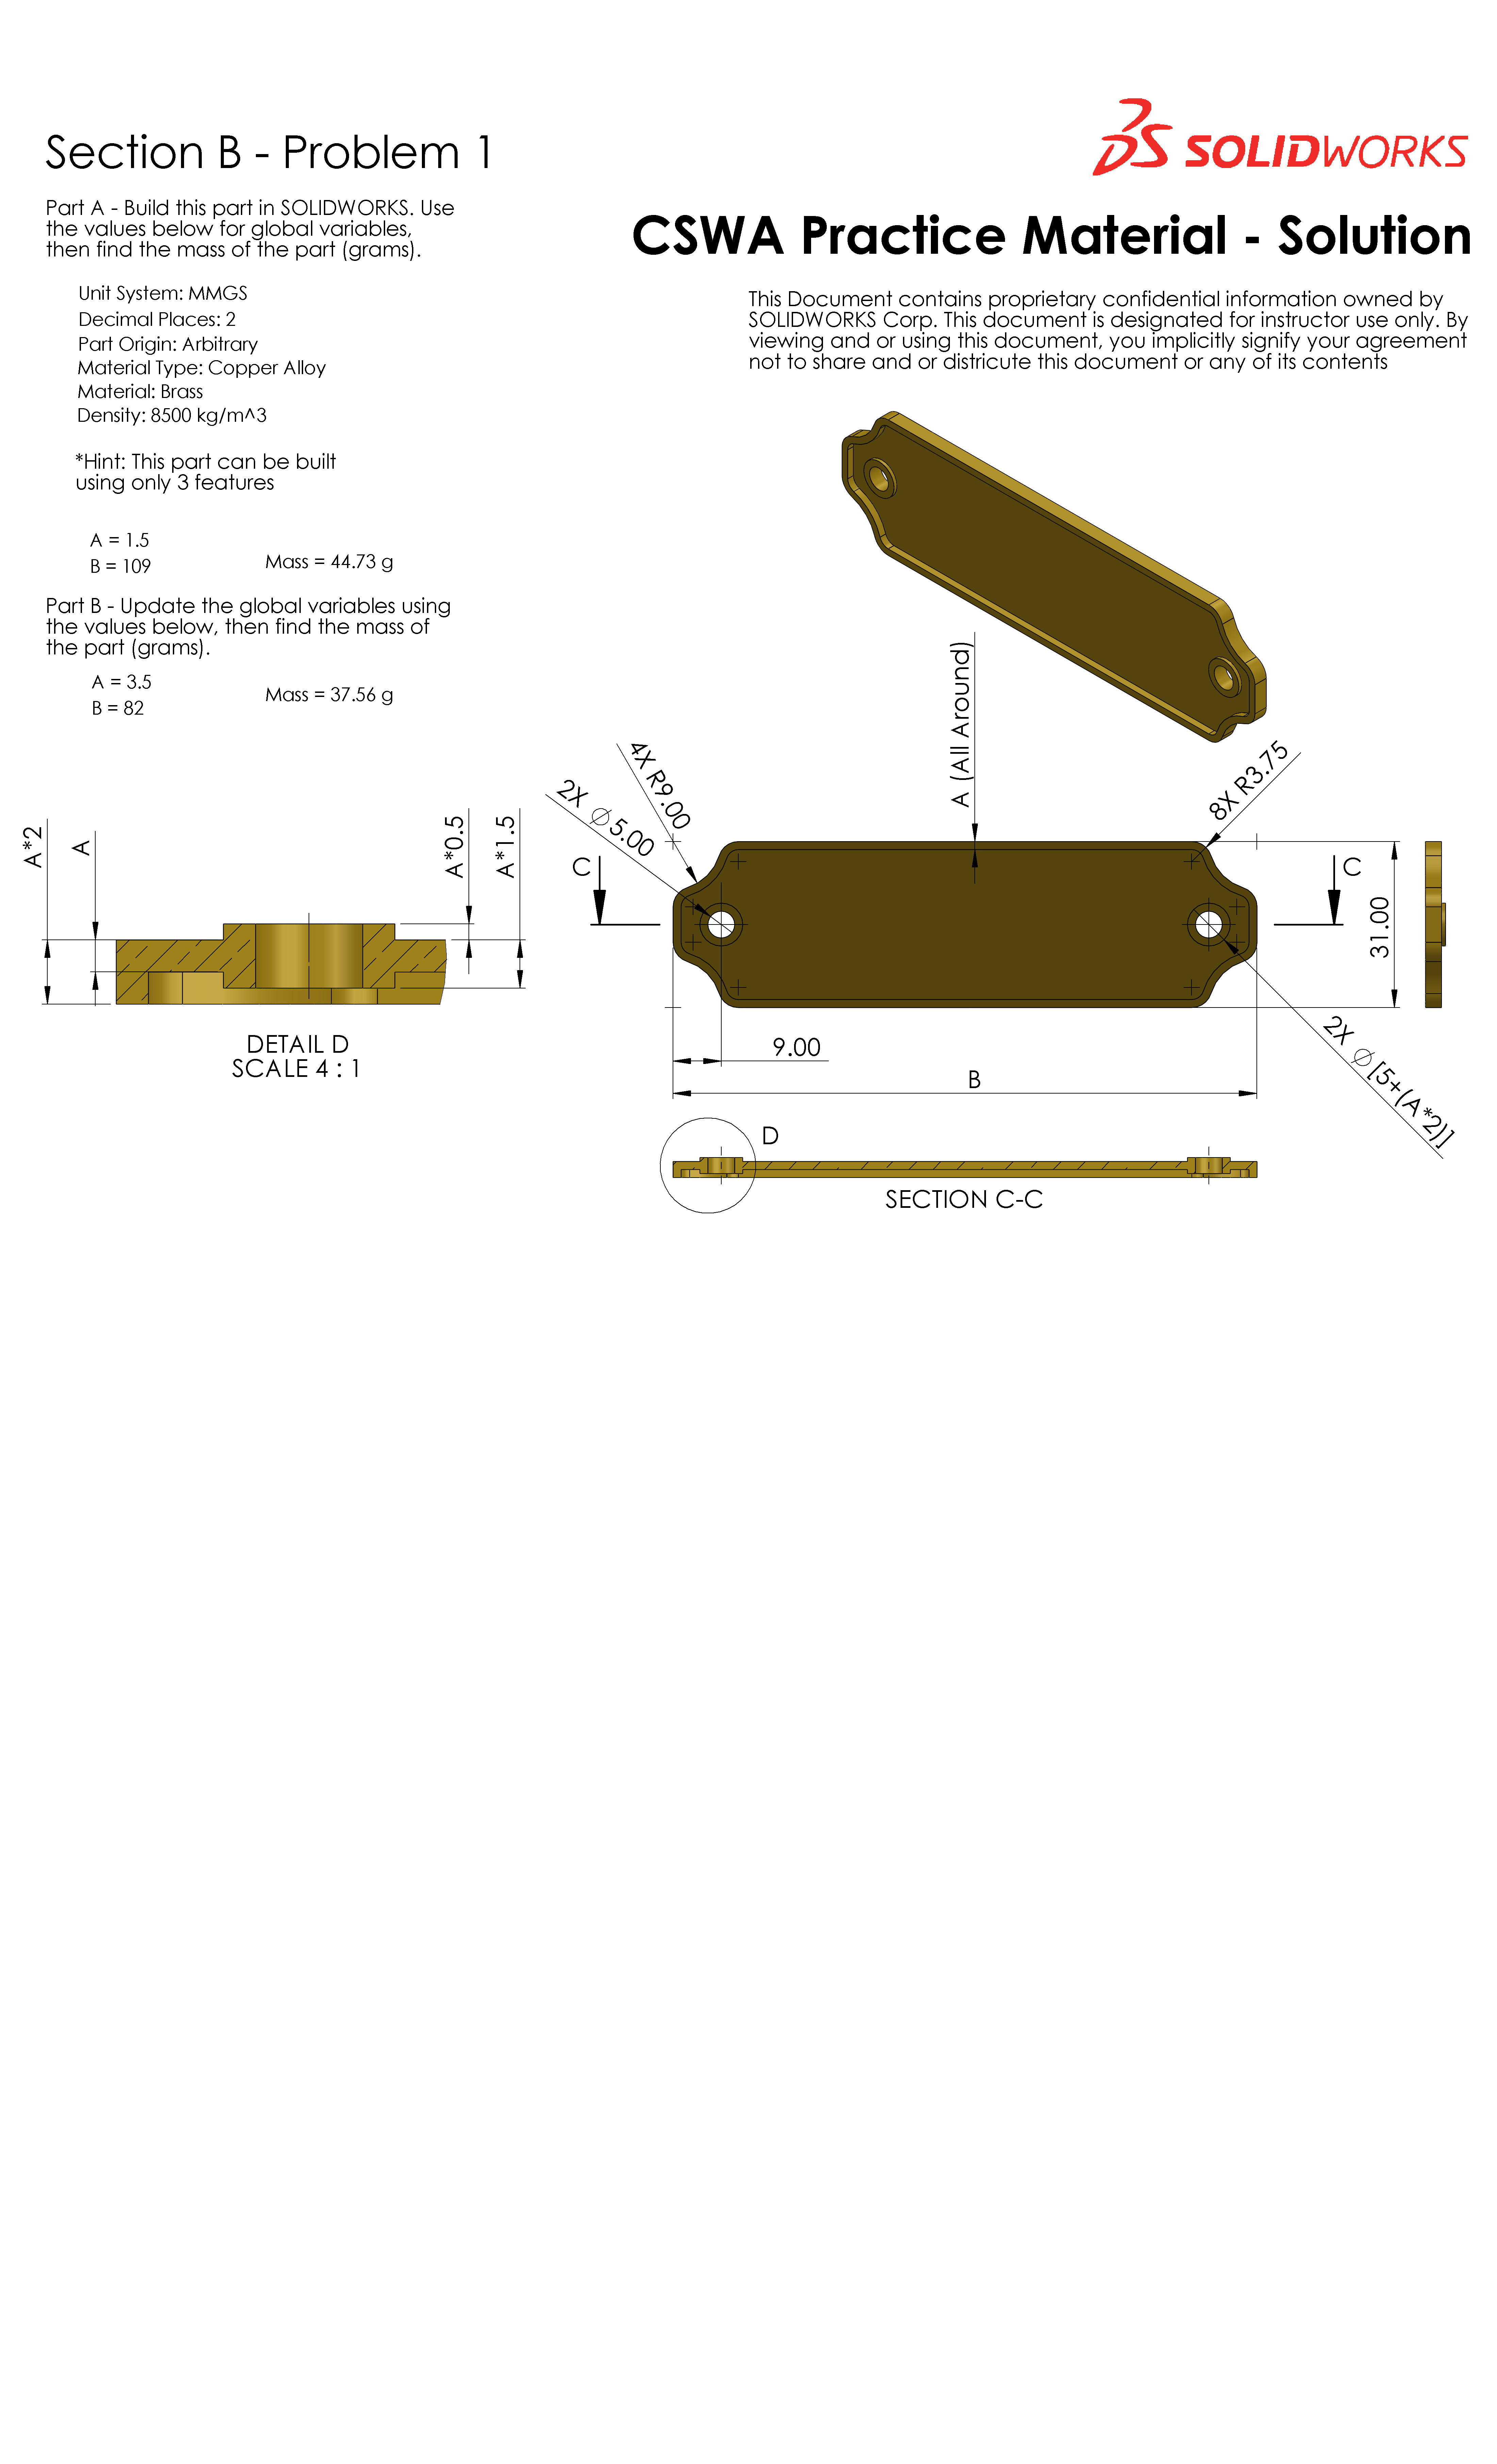 Section B - Problem 1
Part A - Build this part in SOLIDWORKS. Use
the values below for global variables,
then find the mass of the part (grams).
Unit System: MMGS
Decimal Places: 2
Part Origin: Arbitrary
Material Type: Copper Alloy
Material: Brass
Density: 8500 kg/m^3
*Hint: This part can be built
using only 3 features
A = 1.5
B = 109
Mass = 44.73 g
Part B - Update the global variables using
the values below, then find the mass of
the part (grams).
A = 3.5
B = 82
Mass = 37.56 g
SOLIDWORKS
CSWA Practice Material - Solution
This Document contains proprietary confidential information owned by
SOLIDWORKS Corp. This document is designated for instructor use only. By
viewing and or using this document, you implicitly signify your agreement
not to share and or districute this document or any of its contents
A*2
A
A*0.5
A*1.5
DETAIL D
SCALE 4 : 1
4X R9.00
2X ∅ 5.00
A (All Around)
8X R3.75
C
C
31.00
9.00
B
2X ∅ [5+(A*2)]
D
SECTION C-C